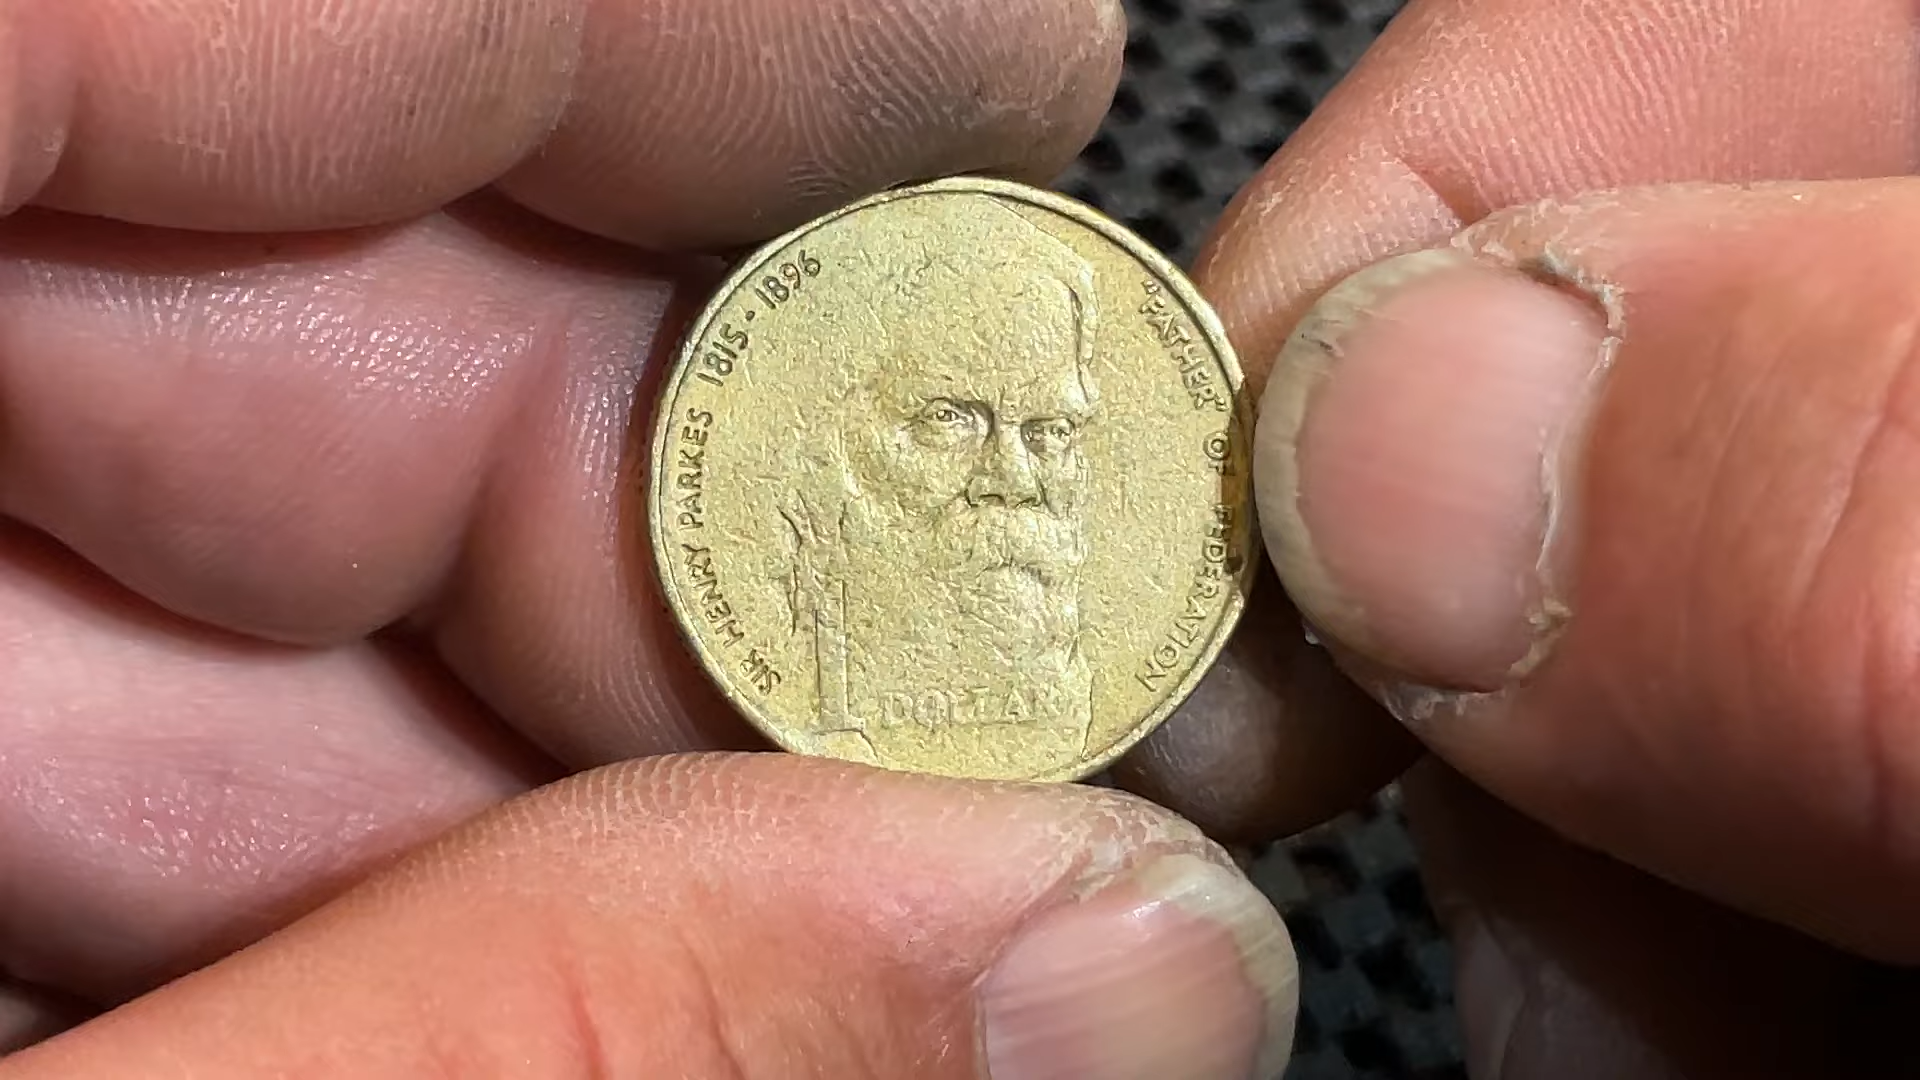 SIR HENRY PARKES 1815 - 1896
"FATHER" OF FEDERATION
1 DOLLAR